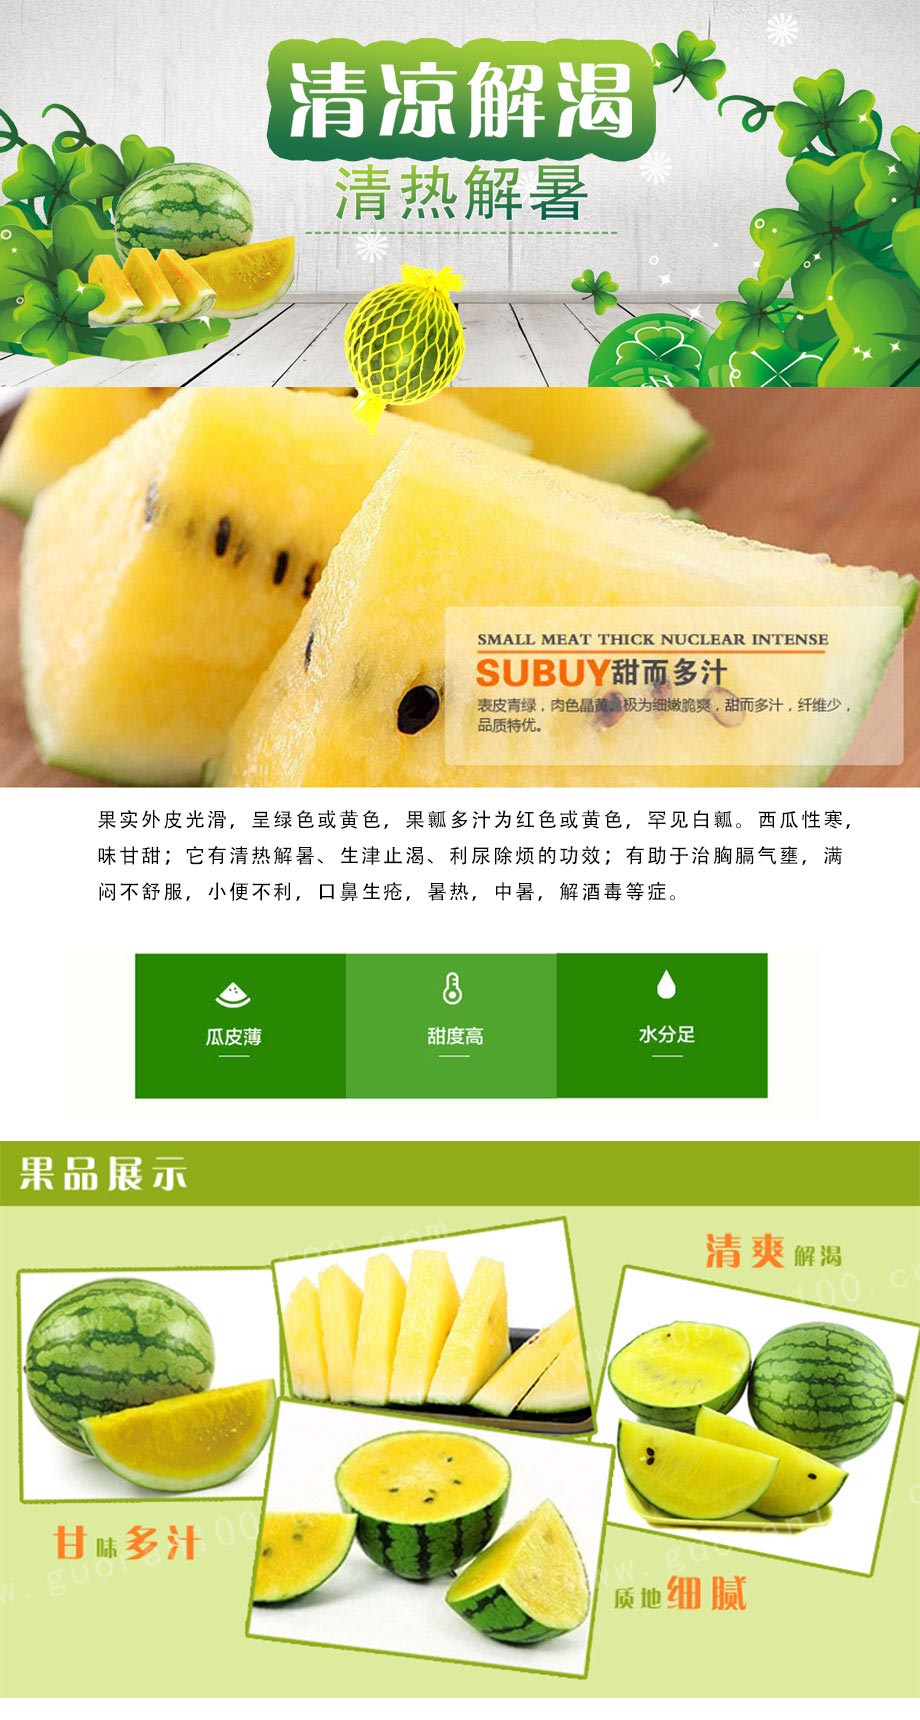 清凉解渴
清热解暑
SMALL MEAT THICK NUCLEAR INTENSE
SUBUY甜而多汁
表皮青绿，肉色晶黄，极为细嫩脆爽，甜而多汁，纤维少，
品质特优。
果实外皮光滑，呈绿色或黄色，果瓤多汁为红色或黄色，罕见白瓤。西瓜性寒，
味甘甜；它有清热解暑、生津止渴、利尿除烦的功效；有助于治胸膈气壅，满
闷不舒服，小便不利，口鼻生疮，暑热，中暑，解酒毒等症。
瓜皮薄
甜度高
水分足
果品展示
清爽解渴
甘味多汁
质地细腻